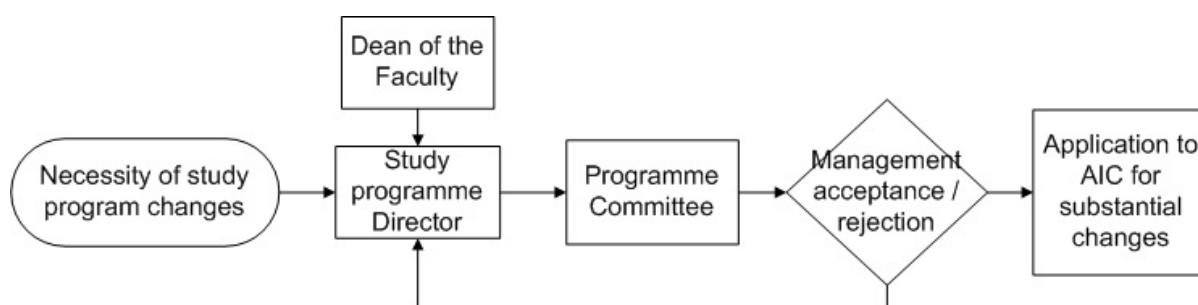 Dean of the
Faculty
Necessity of study
program changes
Study
programme
Director
Programme
Committee
Management
acceptance /
rejection
Application to
AIC for
substantial
changes